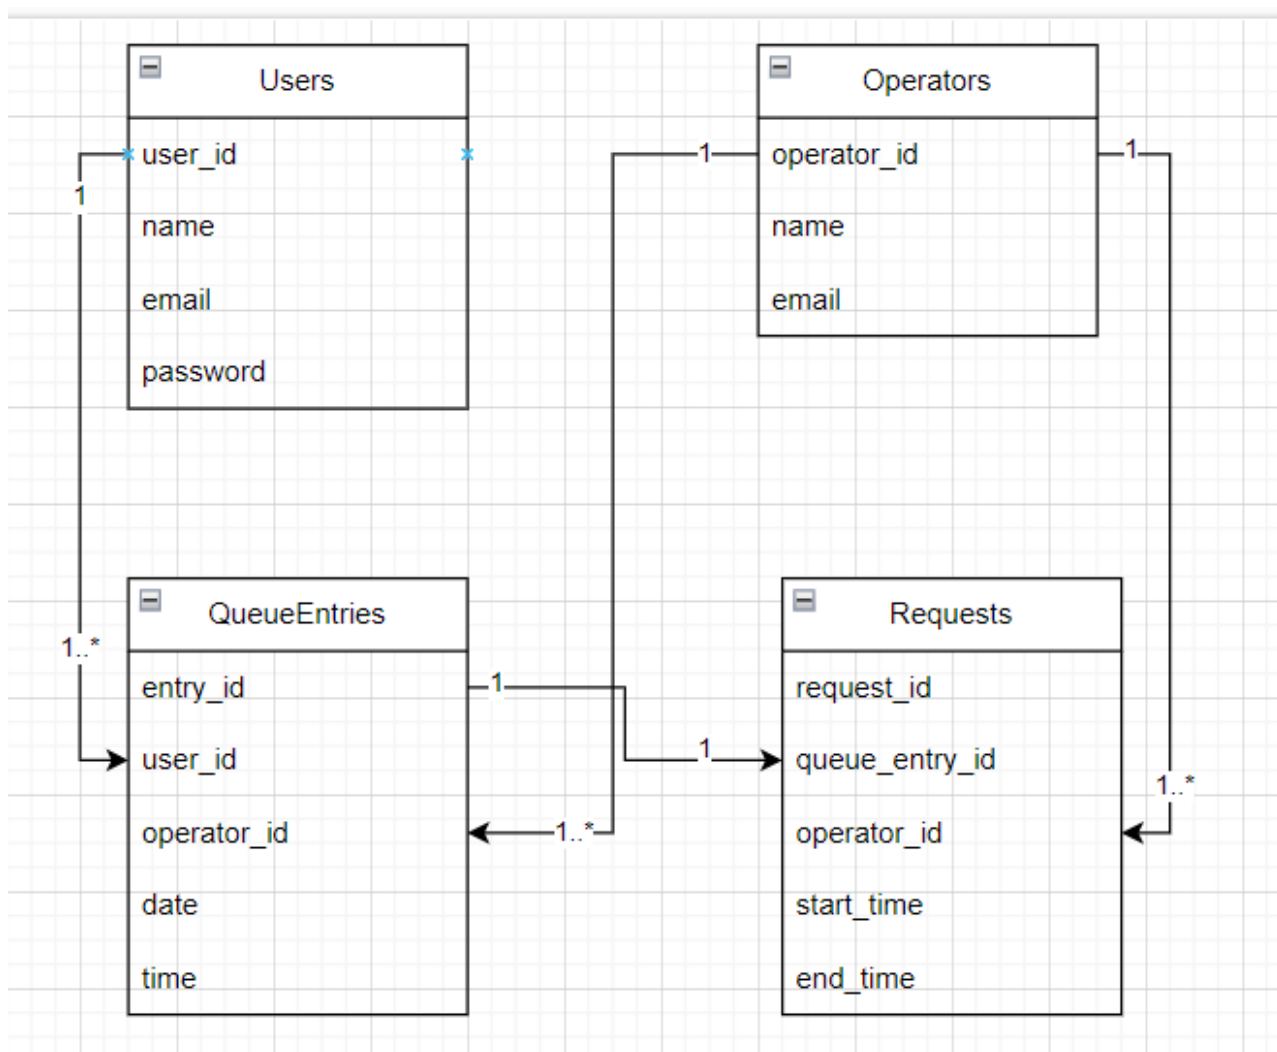 Users
user_id
name
email
password
Operators
operator_id
name
email
1
1
1
1..*
1..*
1..*
QueueEntries
entry_id
user_id
operator_id
date
time
1
1
Requests
request_id
queue_entry_id
operator_id
start_time
end_time